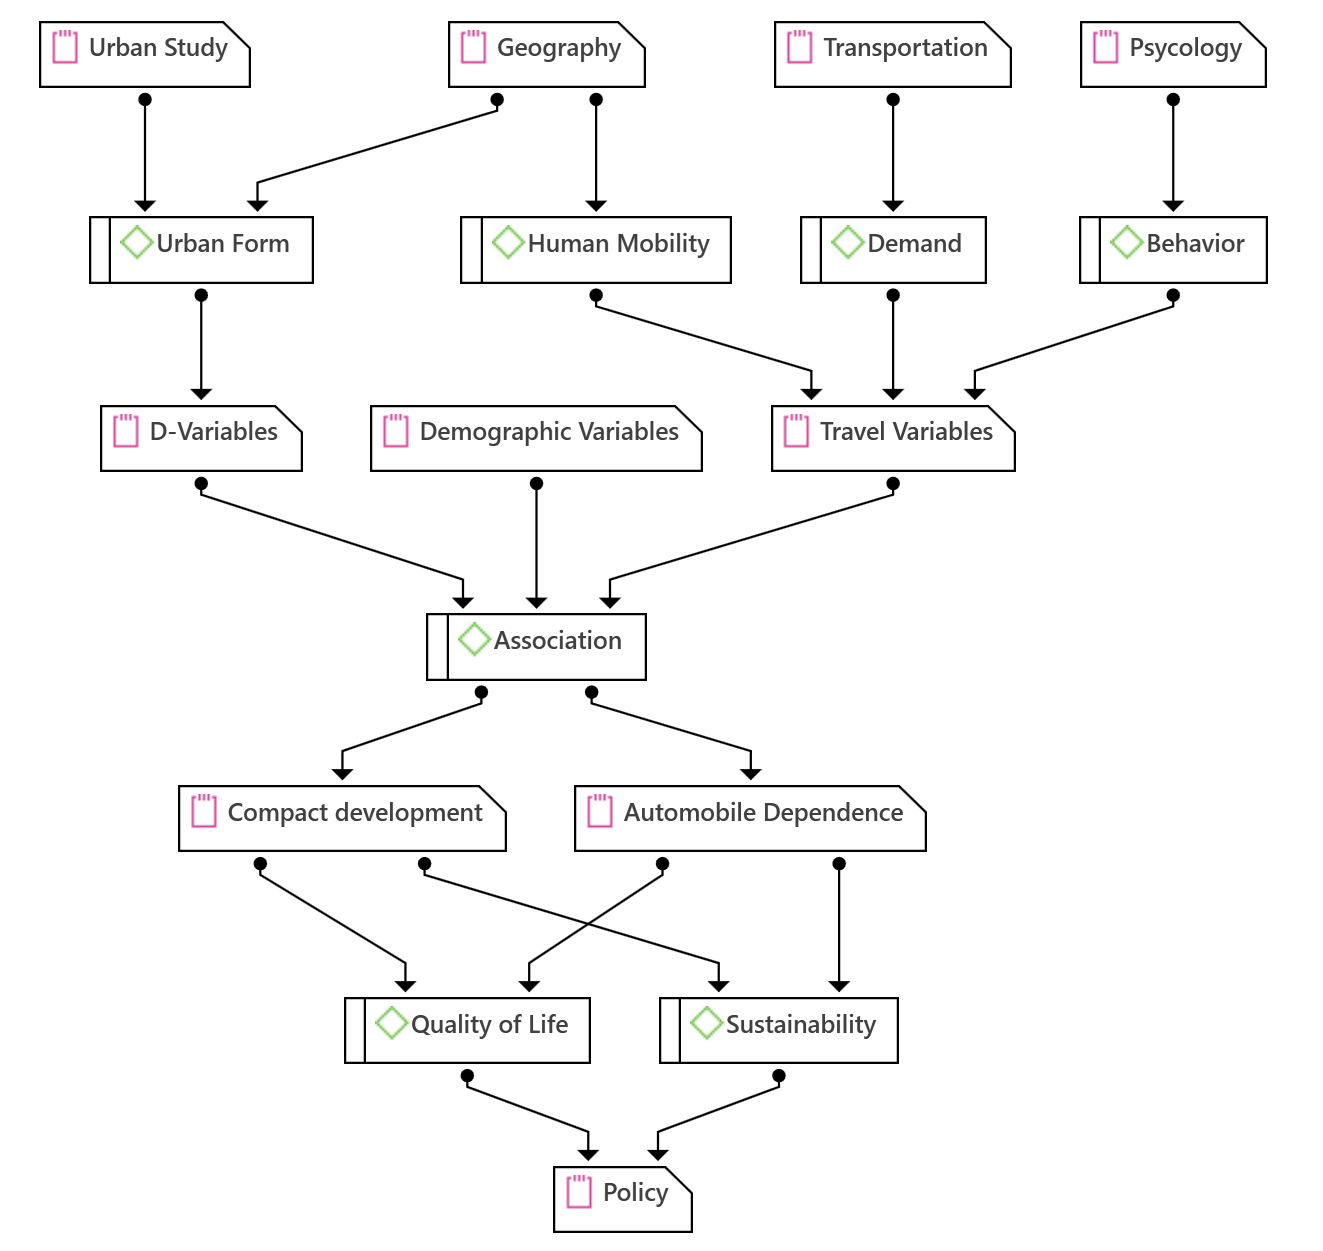 Urban Study
Geography
Transportation
Psycology
Urban Form
Human Mobility
Demand
Behavior
D-Variables
Demographic Variables
Travel Variables
Association
Compact development
Automobile Dependence
Quality of Life
Sustainability
Policy